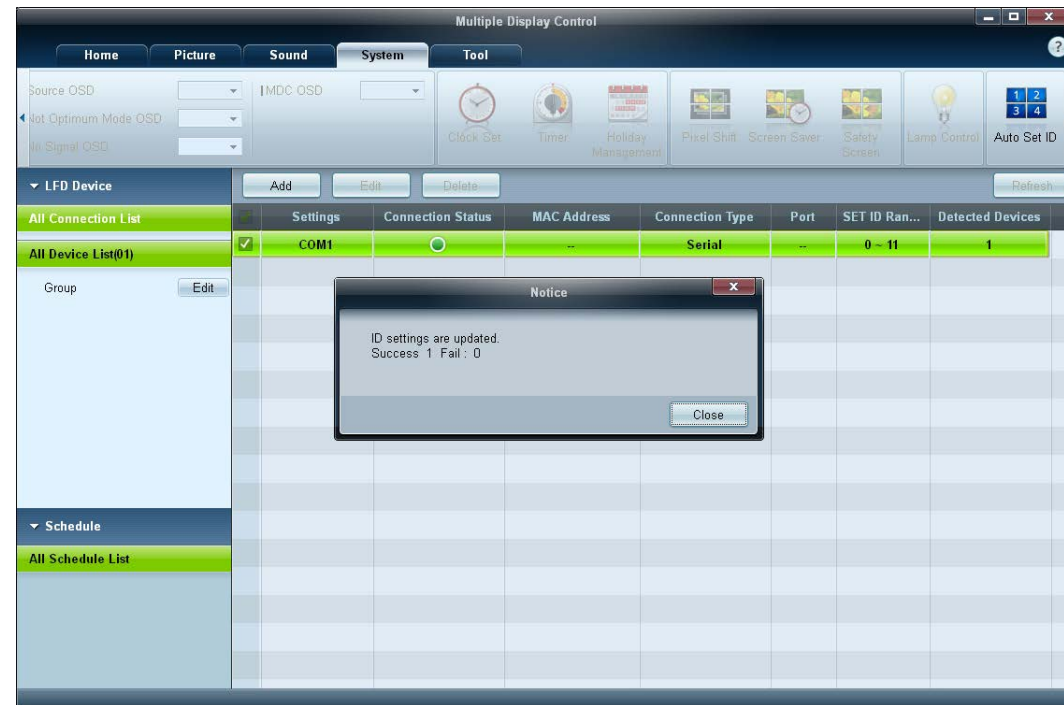 Multiple Display Control
Home Picture Sound System Tool
?
Source OSD
Not Optimum Mode OSD
No Signal OSD
MDC OSD
Clock Set
Timer
Holiday
Management
Pixel Shift
Screen Saver
Safety
Screen
Lamp Control
1 2
3 4
Auto Set ID
LFD Device
Add Edit Delete Refresh
All Connection List
Settings Connection Status MAC Address Connection Type Port SET ID Ran... Detected Devices
COM1 -- Serial -- 0 ~ 11 1
All Device List(01)
Group Edit
Notice
ID settings are updated.
Success 1 Fail : 0
Close
Schedule
All Schedule List